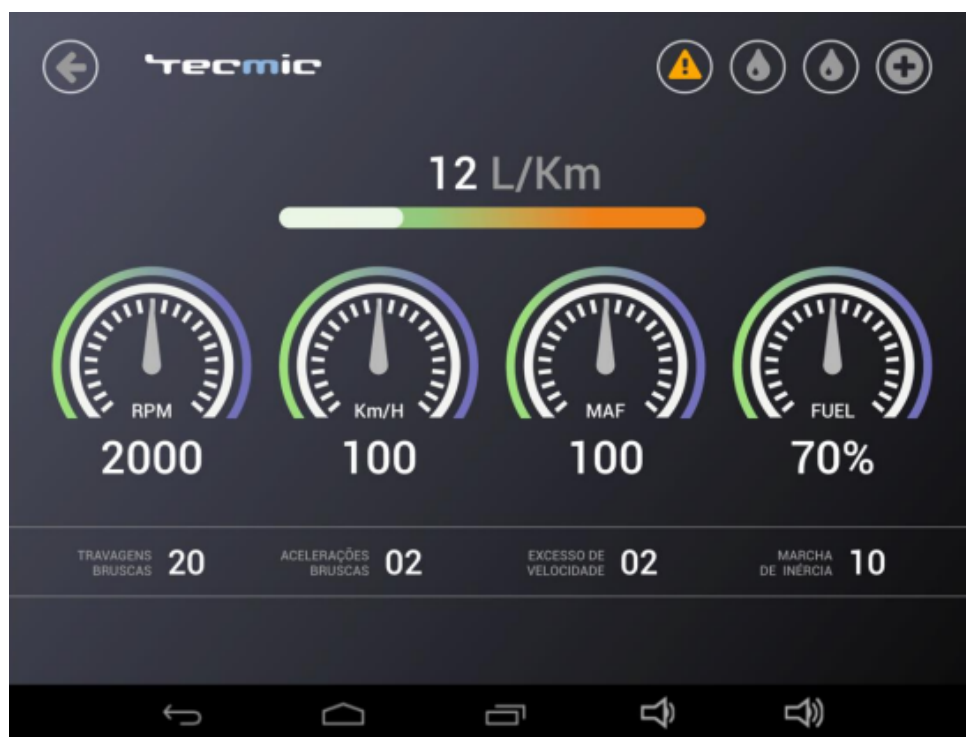 Tecmic
12 L/Km
RPM
Km/H
MAF
FUEL
2000
100
100
70%
TRAVAGENS
BRUSCAS
20
ACELERAÇÕES
BRUSCAS
02
EXCESSO DE
VELOCIDADE
02
MARCHA
DE INÉRCIA
10